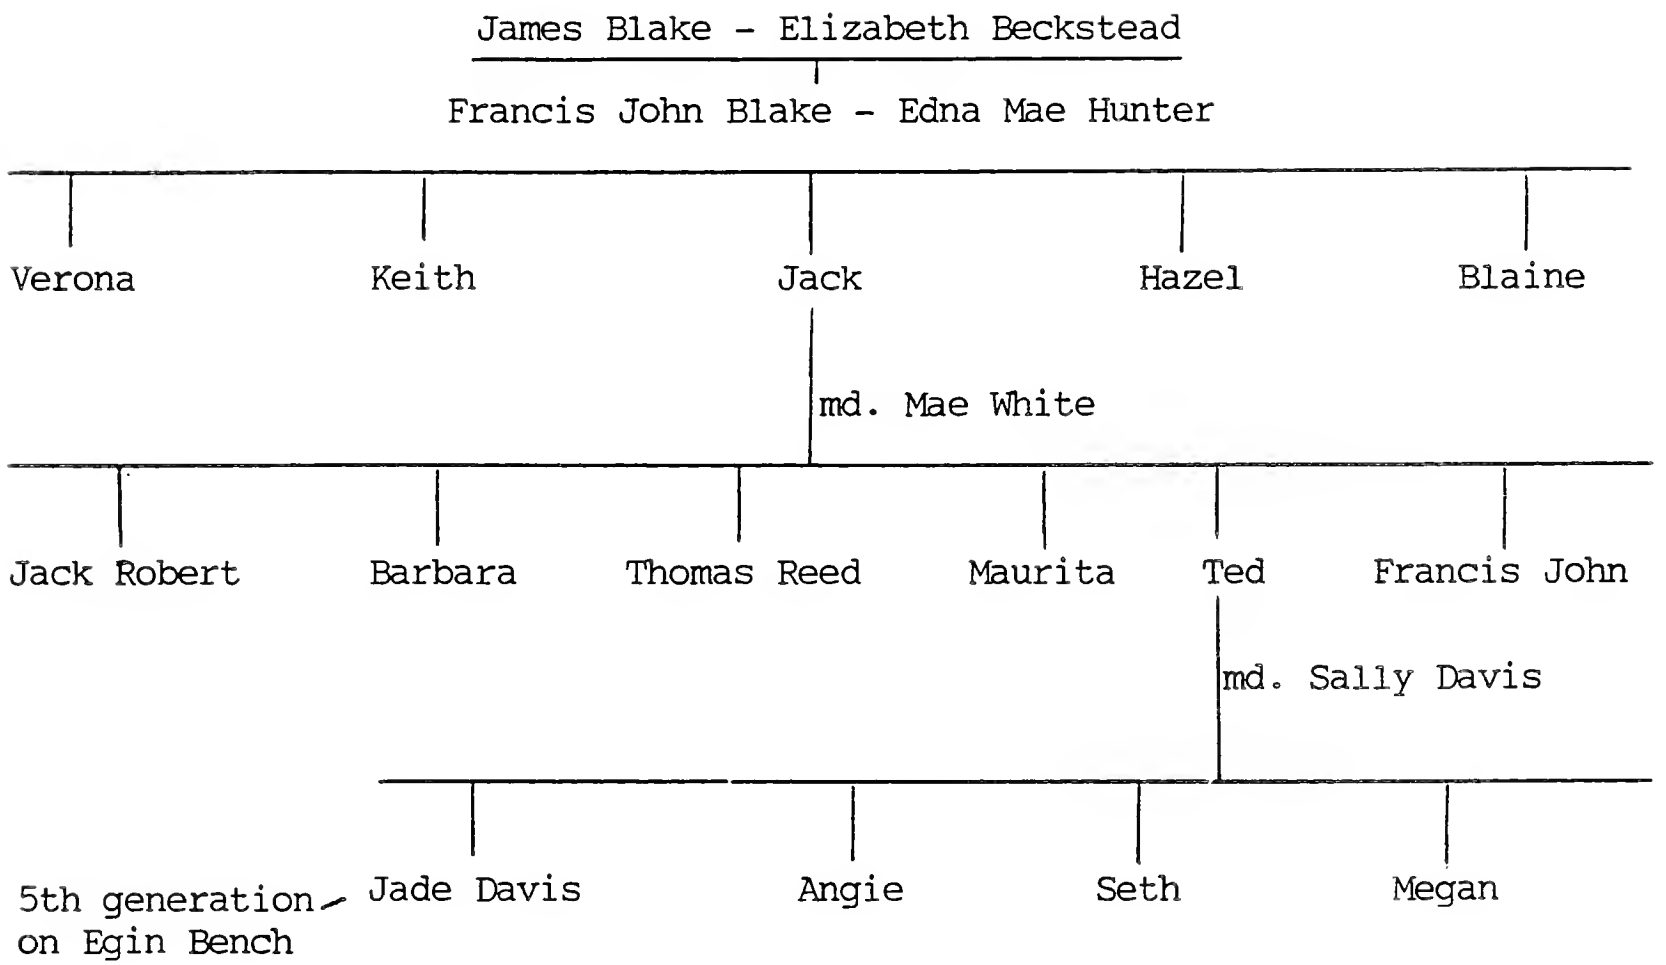 James Blake - Elizabeth Beckstead
Francis John Blake - Edna Mae Hunter
Verona Keith Jack Hazel Blaine
md. Mae White
Jack Robert Barbara Thomas Reed Maurita Ted Francis John
md. Sally Davis
Jade Davis Angie Seth Megan
5th generation
on Egin Bench